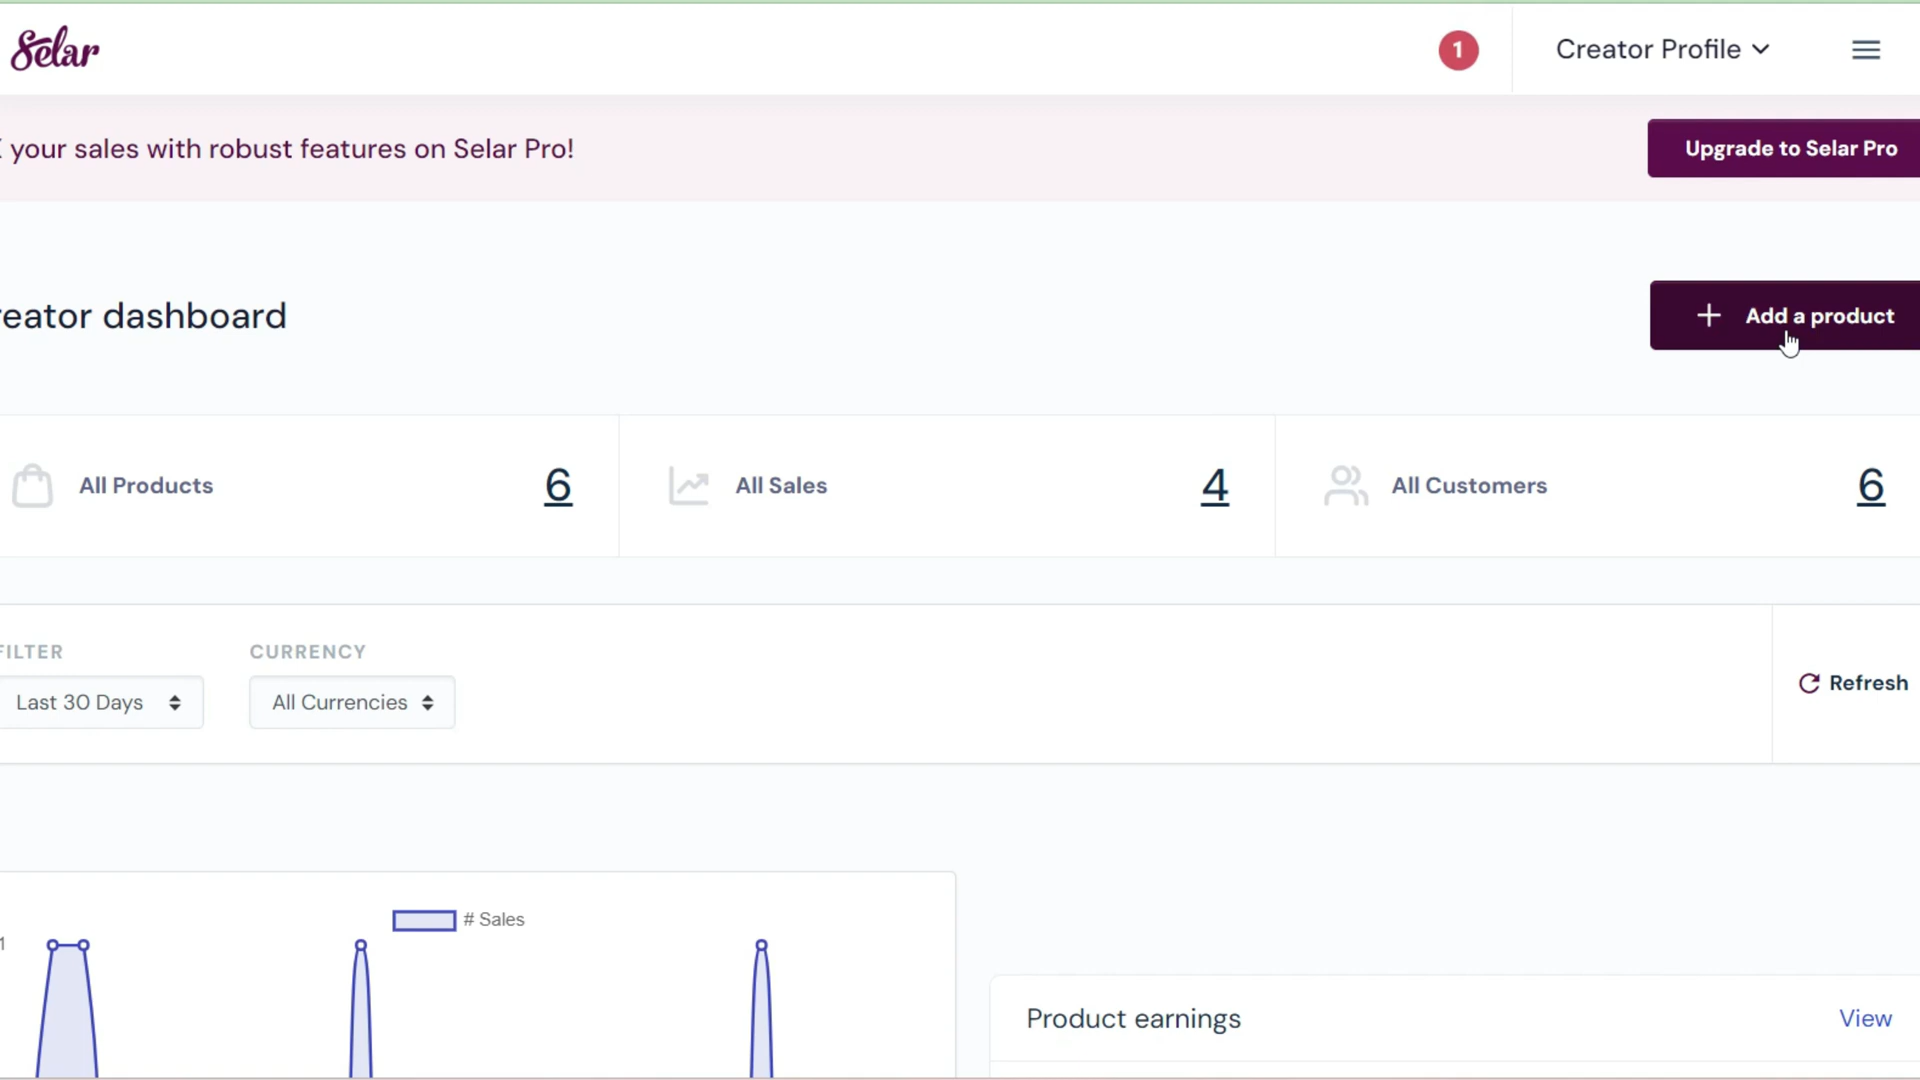 Selar
1
Creator Profile
your sales with robust features on Selar Pro!
Upgrade to Selar Pro
reator dashboard
+ Add a product
All Products
6
All Sales
4
All Customers
6
FILTER
CURRENCY
Last 30 Days
All Currencies
Refresh
# Sales
1
Product earnings
View